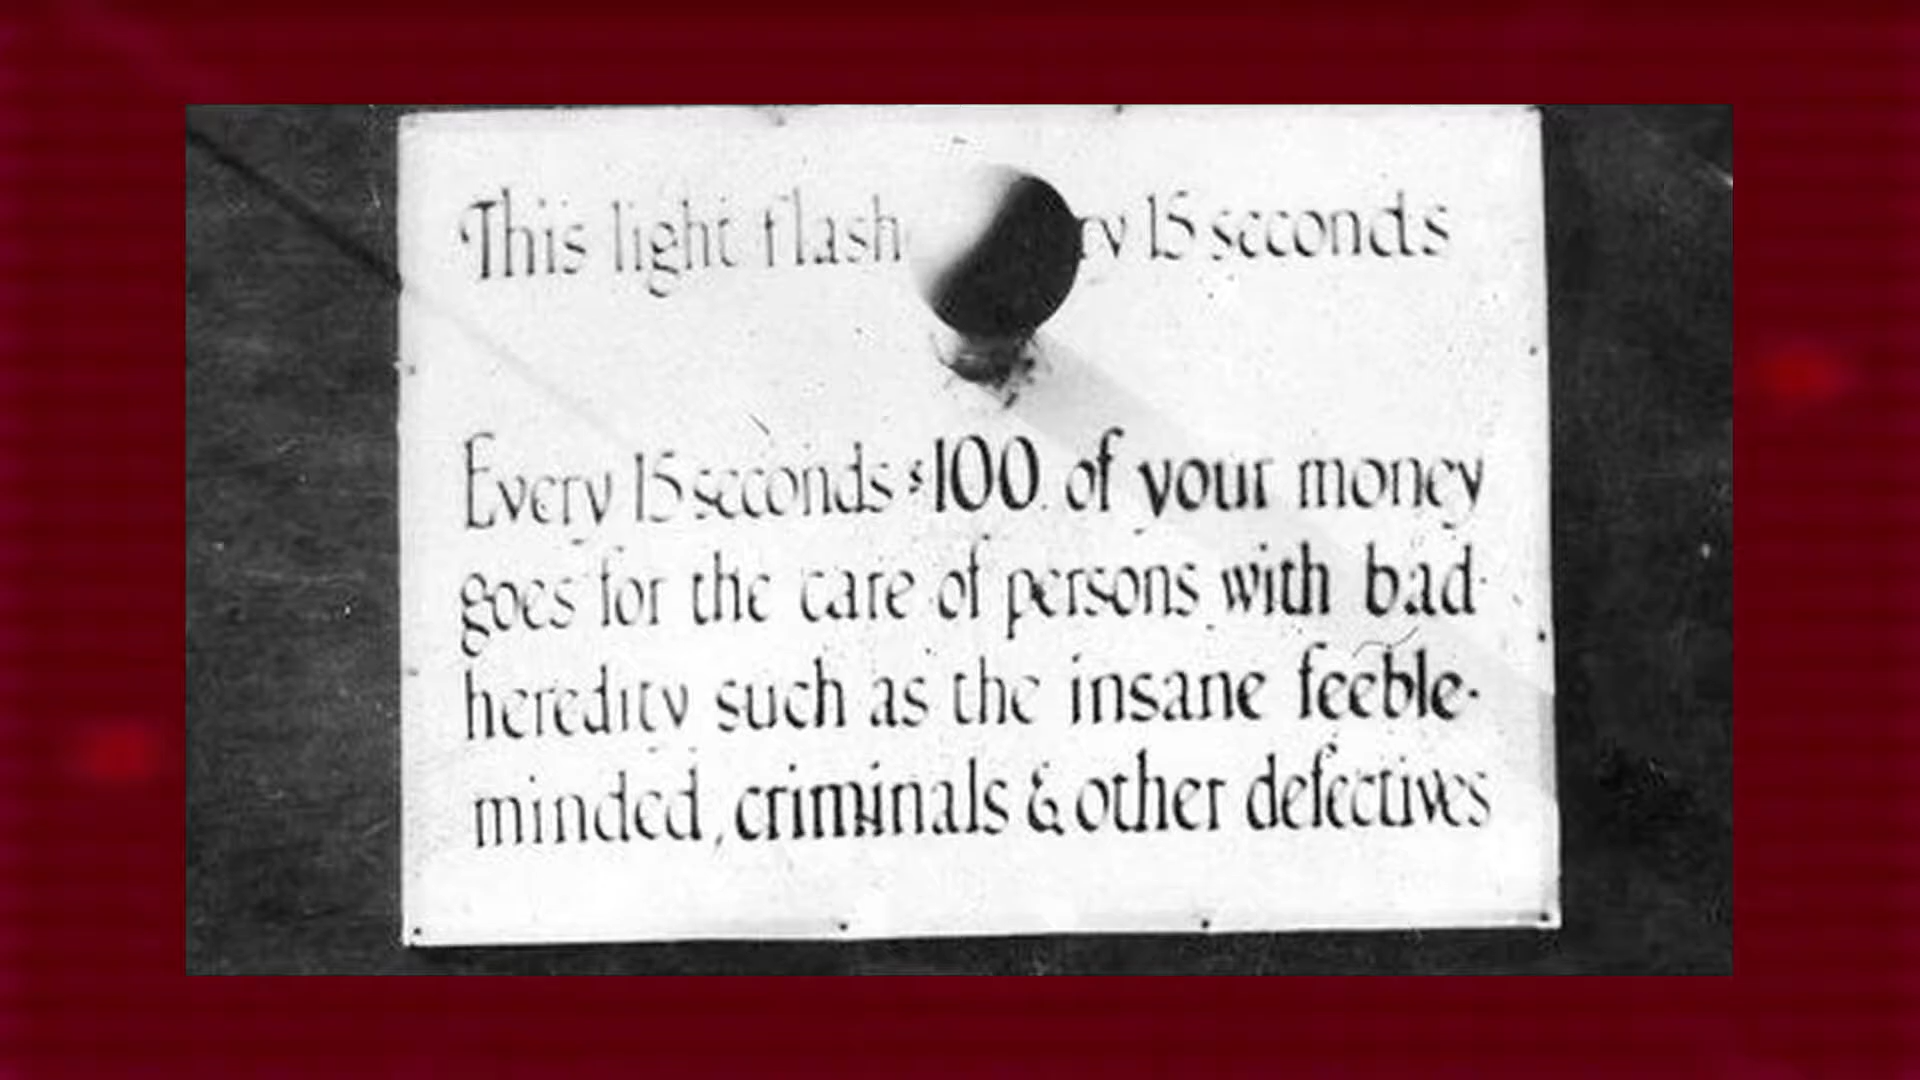 This light flash ry 15 seconds
Every 15 seconds $100. of your money
goes for the care of persons with bad
heredity such as the insane feeble-
minded, criminals & other defectives